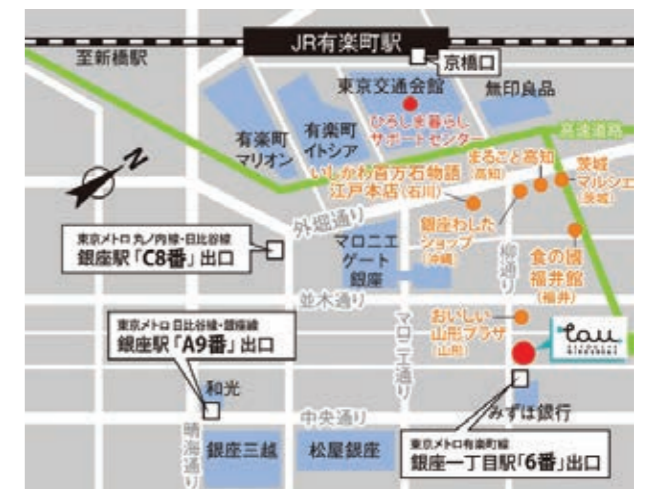 JR有楽町駅
至新橋駅
京橋口
東京交通会館
無印良品
ひろしま暮らし
サポートセンター
高速道路
有楽町
マリオン
有楽町
イトシア
いしかわ百万石物語
江戸本店(石川)
まるごと高知
(高知)
茨城
マルシェ
(茨城)
N
外堀通り
銀座わした
ショップ
(沖縄)
柳通り
食の國
福井館
(福井)
東京メトロ 丸ノ内線・日比谷線
銀座駅「C8番」出口
マロニエ
ゲート
銀座
並木通り
マロニエ通り
おいしい
山形プラザ
(山形)
tau
東京メトロ 日比谷線・銀座線
銀座駅「A9番」出口
和光
みずほ銀行
中央通り
晴海通り
銀座三越
松屋銀座
東京メトロ有楽町線
銀座一丁目駅「6番」出口